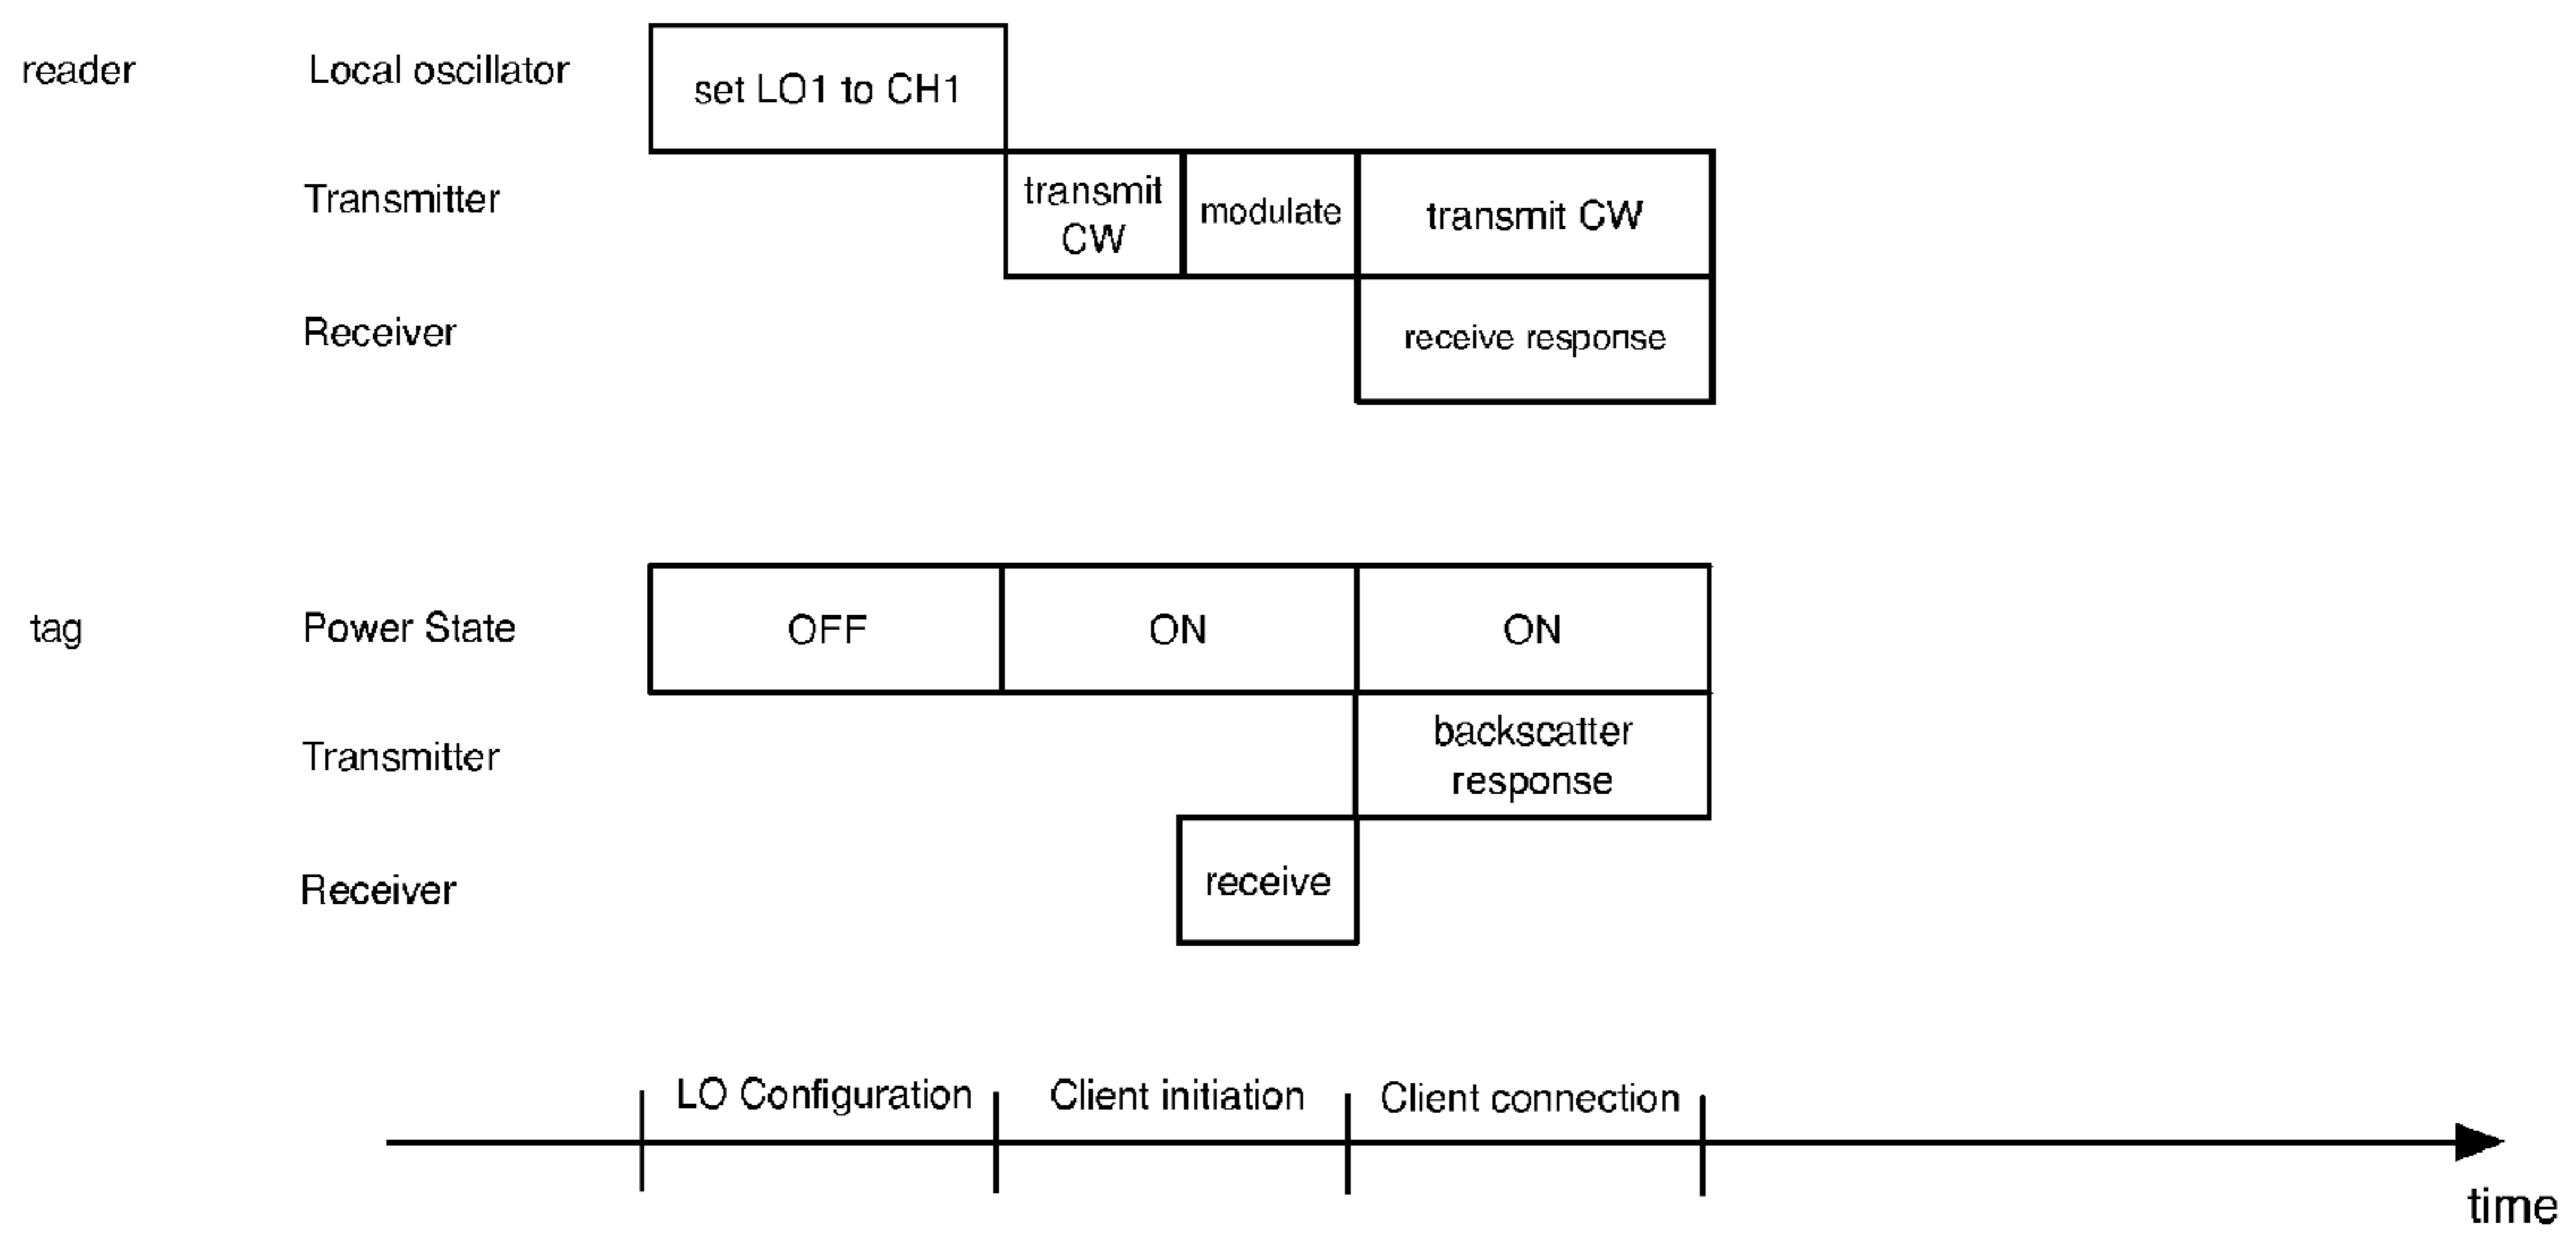 reader
Local oscillator
set LO1 to CH1
Transmitter
transmit
CW
modulate
transmit CW
Receiver
receive response
tag
Power State
OFF
ON
ON
Transmitter
backscatter
response
Receiver
receive
LO Configuration
Client initiation
Client connection
time